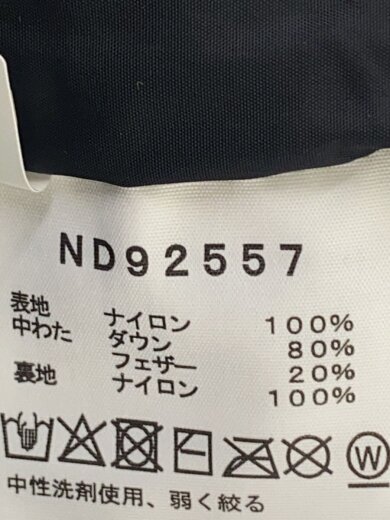 ND92557
表地 ナイロン 100%
中わた ダウン 80%
フェザー 20%
裏地 ナイロン 100%
W
中性洗剤使用、弱く絞る